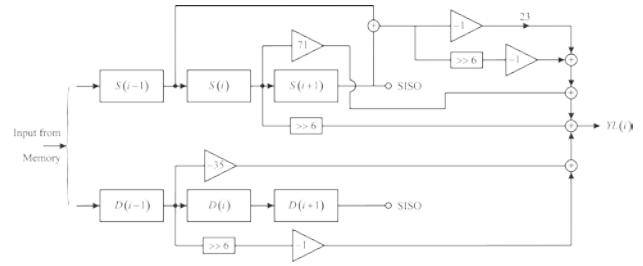 -1
23
71
>> 6
-1
S(i-1)
S(i)
S(i+1)
SISO
Input from
Memory
>> 6
YL(i)
-35
D(i-1)
D(i)
D(i+1)
SISO
>> 6
-1